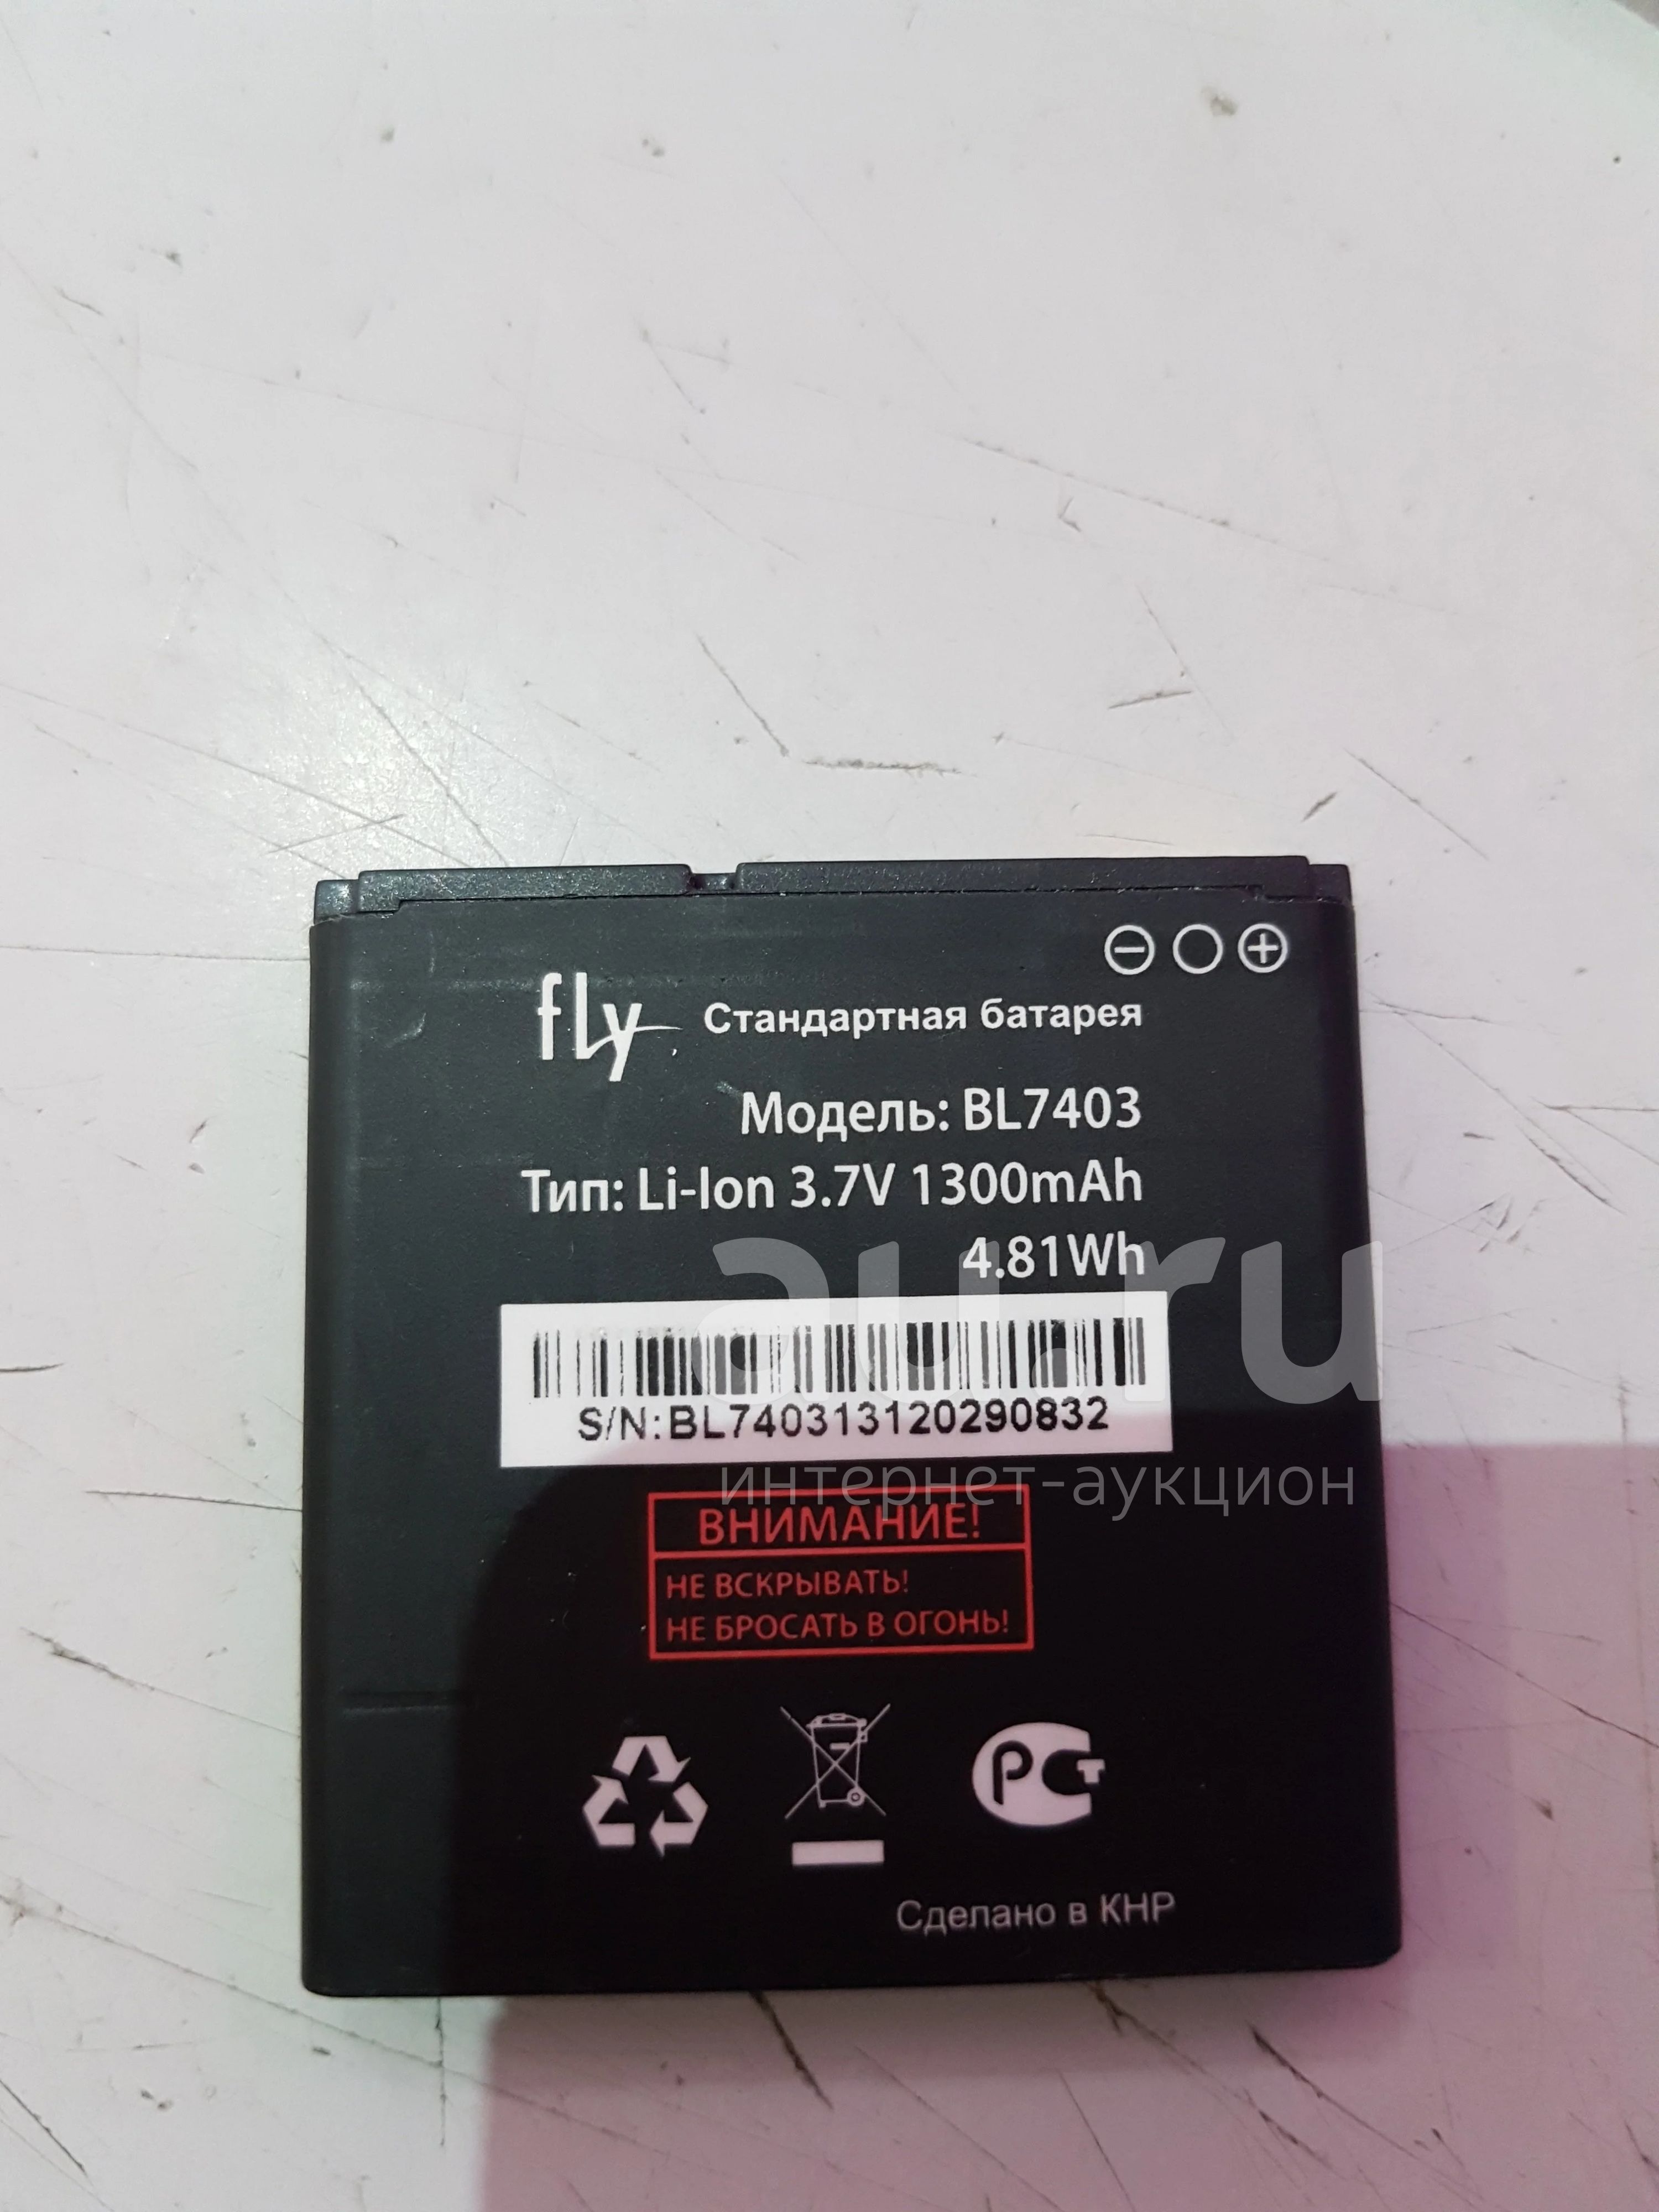 fly Стандартная батарея
Модель: BL7403
Тип: Li-Ion 3.7V 1300mAh
4.81Wh
au.ru
S/N:BL740313120290832
интернет-аукцион
ВНИМАНИЕ!
НЕ ВСКРЫВАТЬ!
НЕ БРОСАТЬ В ОГОНЬ!
РСТ
Сделано в КНР